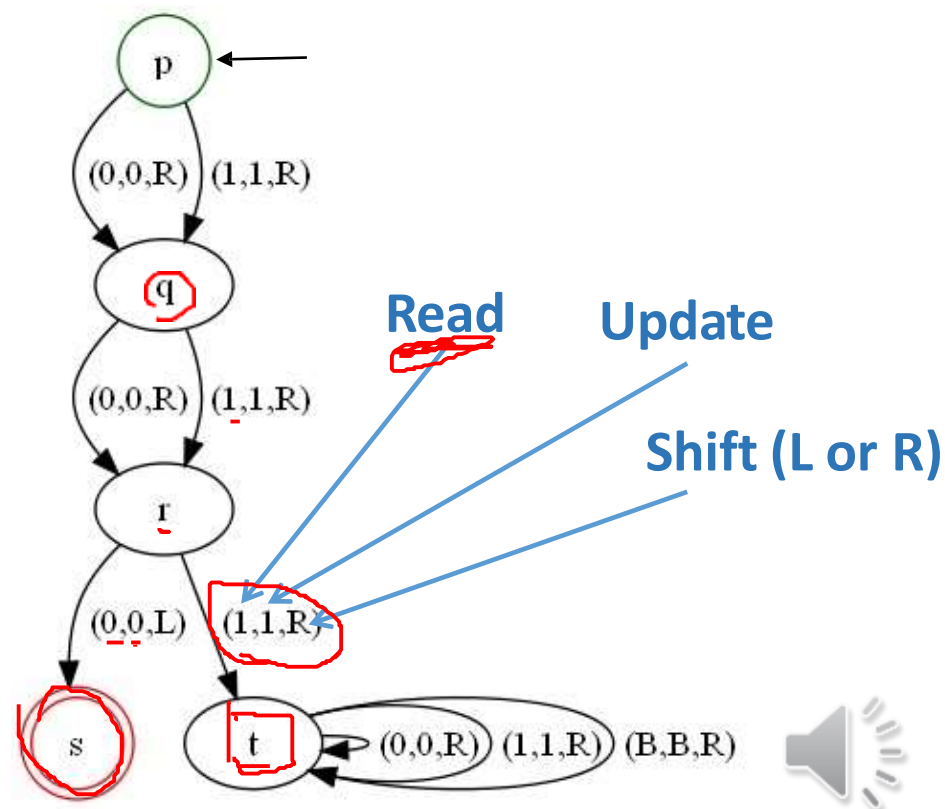 p
(0,0,R) (1,1,R)
q
Read
Update
(0,0,R) (1,1,R)
Shift (L or R)
r
(0,0,L) (1,1,R)
s
t
(0,0,R) (1,1,R) (B,B,R)